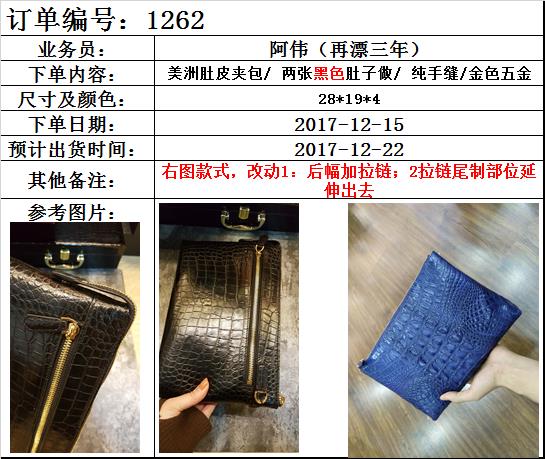 订单编号：1262
业务员： 阿伟（再漂三年）
下单内容： 美洲肚皮夹包/ 两张黑色肚子做/ 纯手缝/金色五金
尺寸及颜色： 28*19*4
下单日期： 2017-12-15
预计出货时间： 2017-12-22
其他备注： 右图款式，改动1：后幅加拉链；2拉链尾制部位延
伸出去
参考图片：